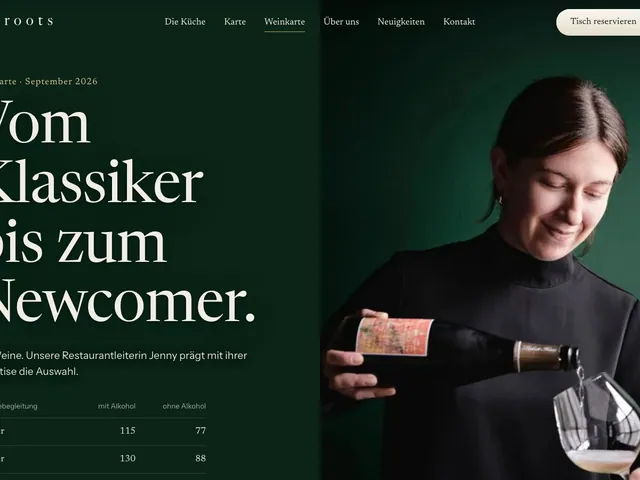 roots
Die Küche Karte Weinkarte Über uns Neuigkeiten Kontakt Tisch reservieren
arte · September 2026
Vom
Klassiker
bis zum
Newcomer.
Weine. Unsere Restaurantleiterin Jenny prägt mit ihrer
tise die Auswahl.
ebegleitung mit Alkohol ohne Alkohol
r 115 77
r 130 88